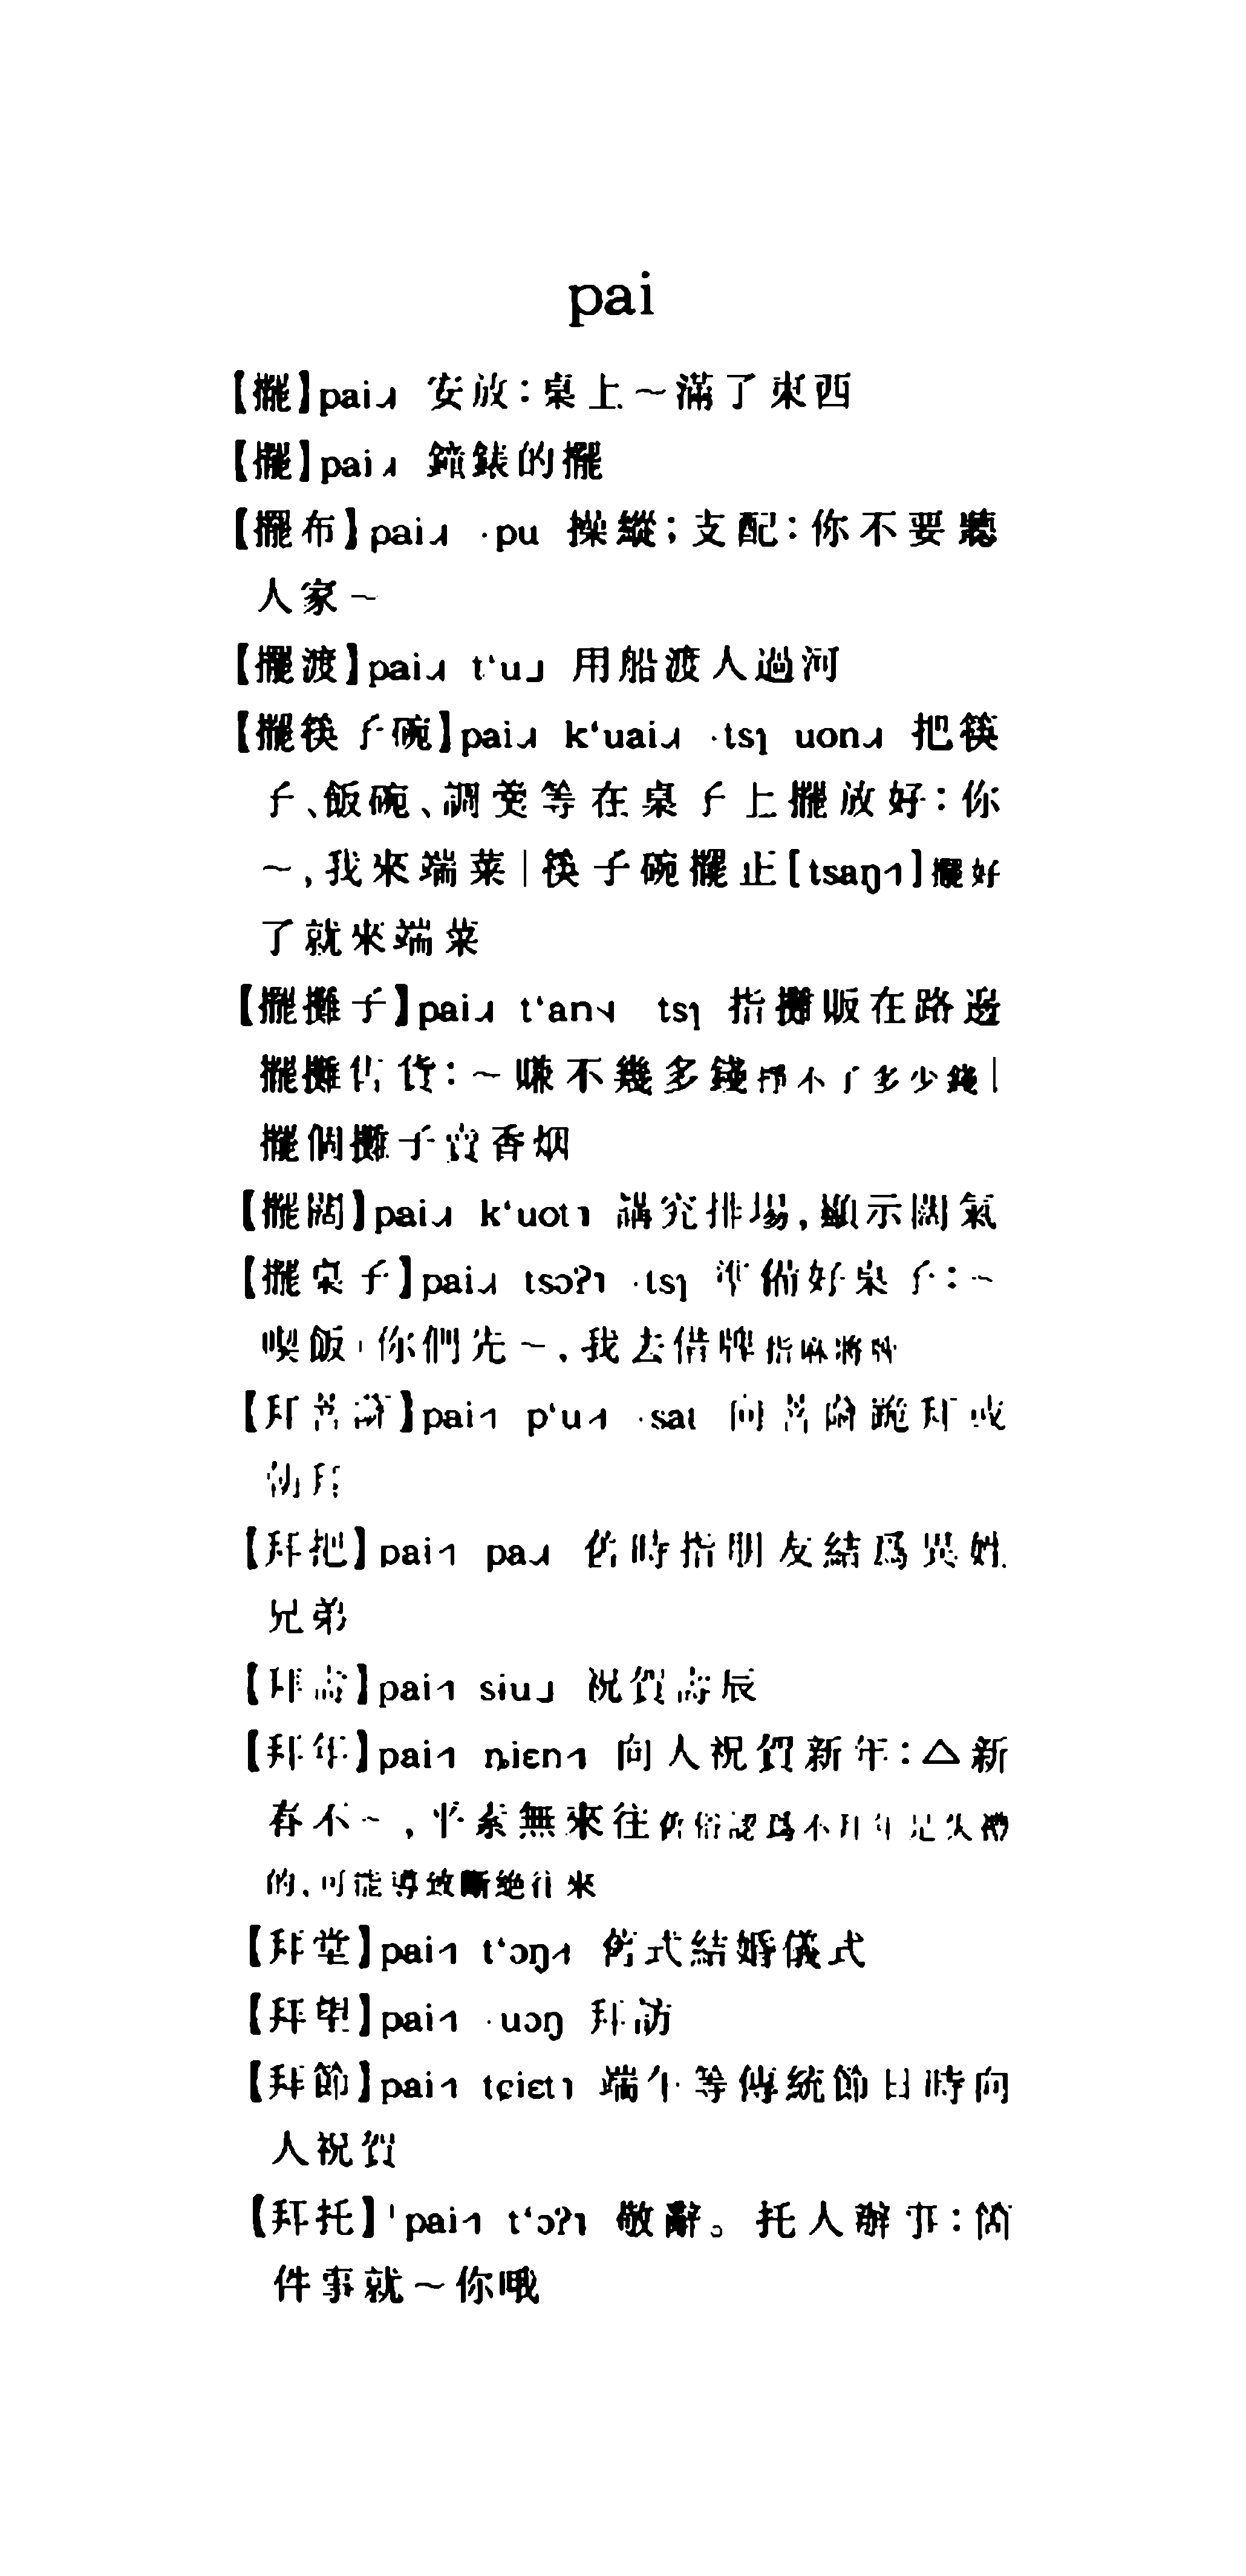 pai
【擺】pai˨˩˧ 安放：桌上～滿了東西
【擺】pai˨˩˧ 鐘錶的擺
【擺布】pai˨˩˧ ·pu 操縱；支配：你不要聽
人家～
【擺渡】pai˨˩˧ t‘u˩ 用船渡人過河
【擺筷子碗】pai˨˩˧ k‘uai˨˩˧ ·tsɿ uon˨˩˧ 把筷
子、飯碗、調羹等在桌子上擺放好：你
～，我來端菜｜筷子碗擺正[tsaŋ]擺好
了就來端菜
【擺攤子】pai˨˩˧ t‘an tsɿ 指攤販在路邊
擺攤售貨：～賺不幾多錢掙不了多少錢｜
擺個攤子賣香烟
【擺闊】pai˨˩˧ k‘uot 講究排場，顯示闊氣
【擺桌子】pai˨˩˧ tsɔʔ ·tsɿ 準備好桌子：～
喫飯｜你們先～，我去借牌指麻將牌
【拜菩薩】pai p‘u ·sat 向菩薩跪拜或
朝拜
【拜把】pai pa˨˩˧ 舊時指朋友結爲異姓
兄弟
【拜壽】pai siu˩ 祝賀壽辰
【拜年】pai ȵiɛn 向人祝賀新年：△新
春不～，平素無來往舊俗認爲不拜年是失禮
的，可能導致斷絕往來
【拜堂】pai t‘ɔŋ 舊式結婚儀式
【拜望】pai ·uɔŋ 拜訪
【拜節】pai tɕiɛt 端午等傳統節日時向
人祝賀
【拜托】pai t‘ɔʔ 敬辭。托人辦事：箇
件事就～你哦